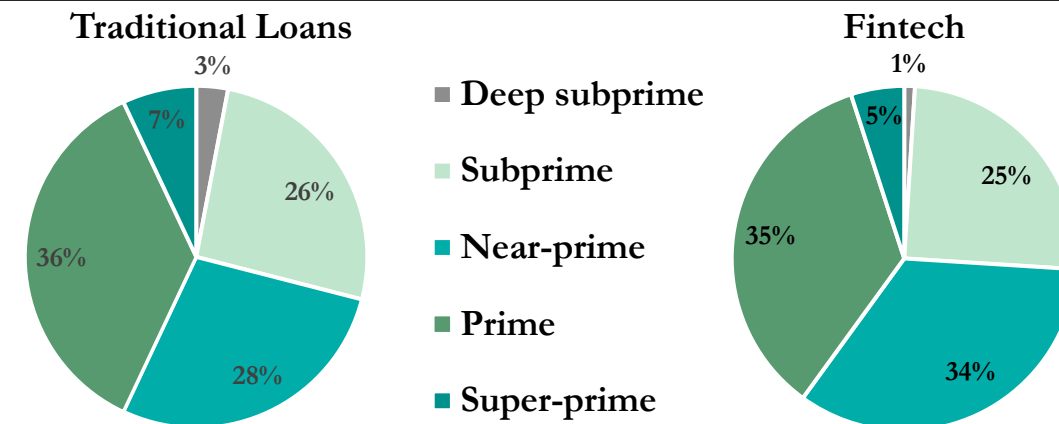 Traditional Loans
3%
7%
26%
36%
28%
Deep subprime
Subprime
Near-prime
Prime
Super-prime
Fintech
1%
5%
25%
35%
34%